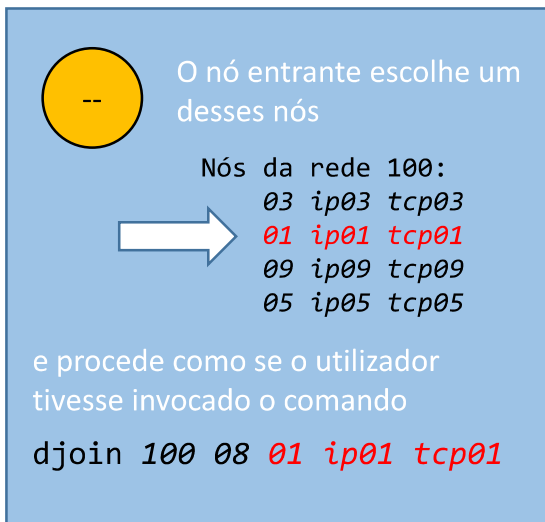 --
O nó entrante escolhe um
desses nós
Nós da rede 100:
03 ip03 tcp03
01 ip01 tcp01
09 ip09 tcp09
05 ip05 tcp05
e procede como se o utilizador
tivesse invocado o comando
djoin 100 08 01 ip01 tcp01